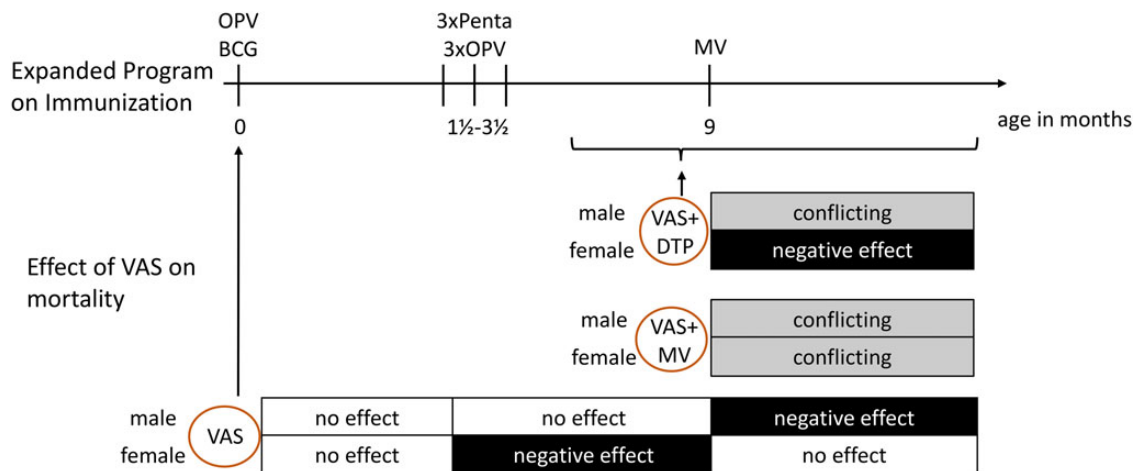 OPV
BCG
3xPenta
3xOPV
MV
Expanded Program
on Immunization
0
1½-3½
9
age in months
male
female
VAS+
DTP
conflicting
negative effect
Effect of VAS on
mortality
male
female
VAS+
MV
conflicting
conflicting
male
female
VAS
no effect
no effect
negative effect
no effect
negative effect
no effect